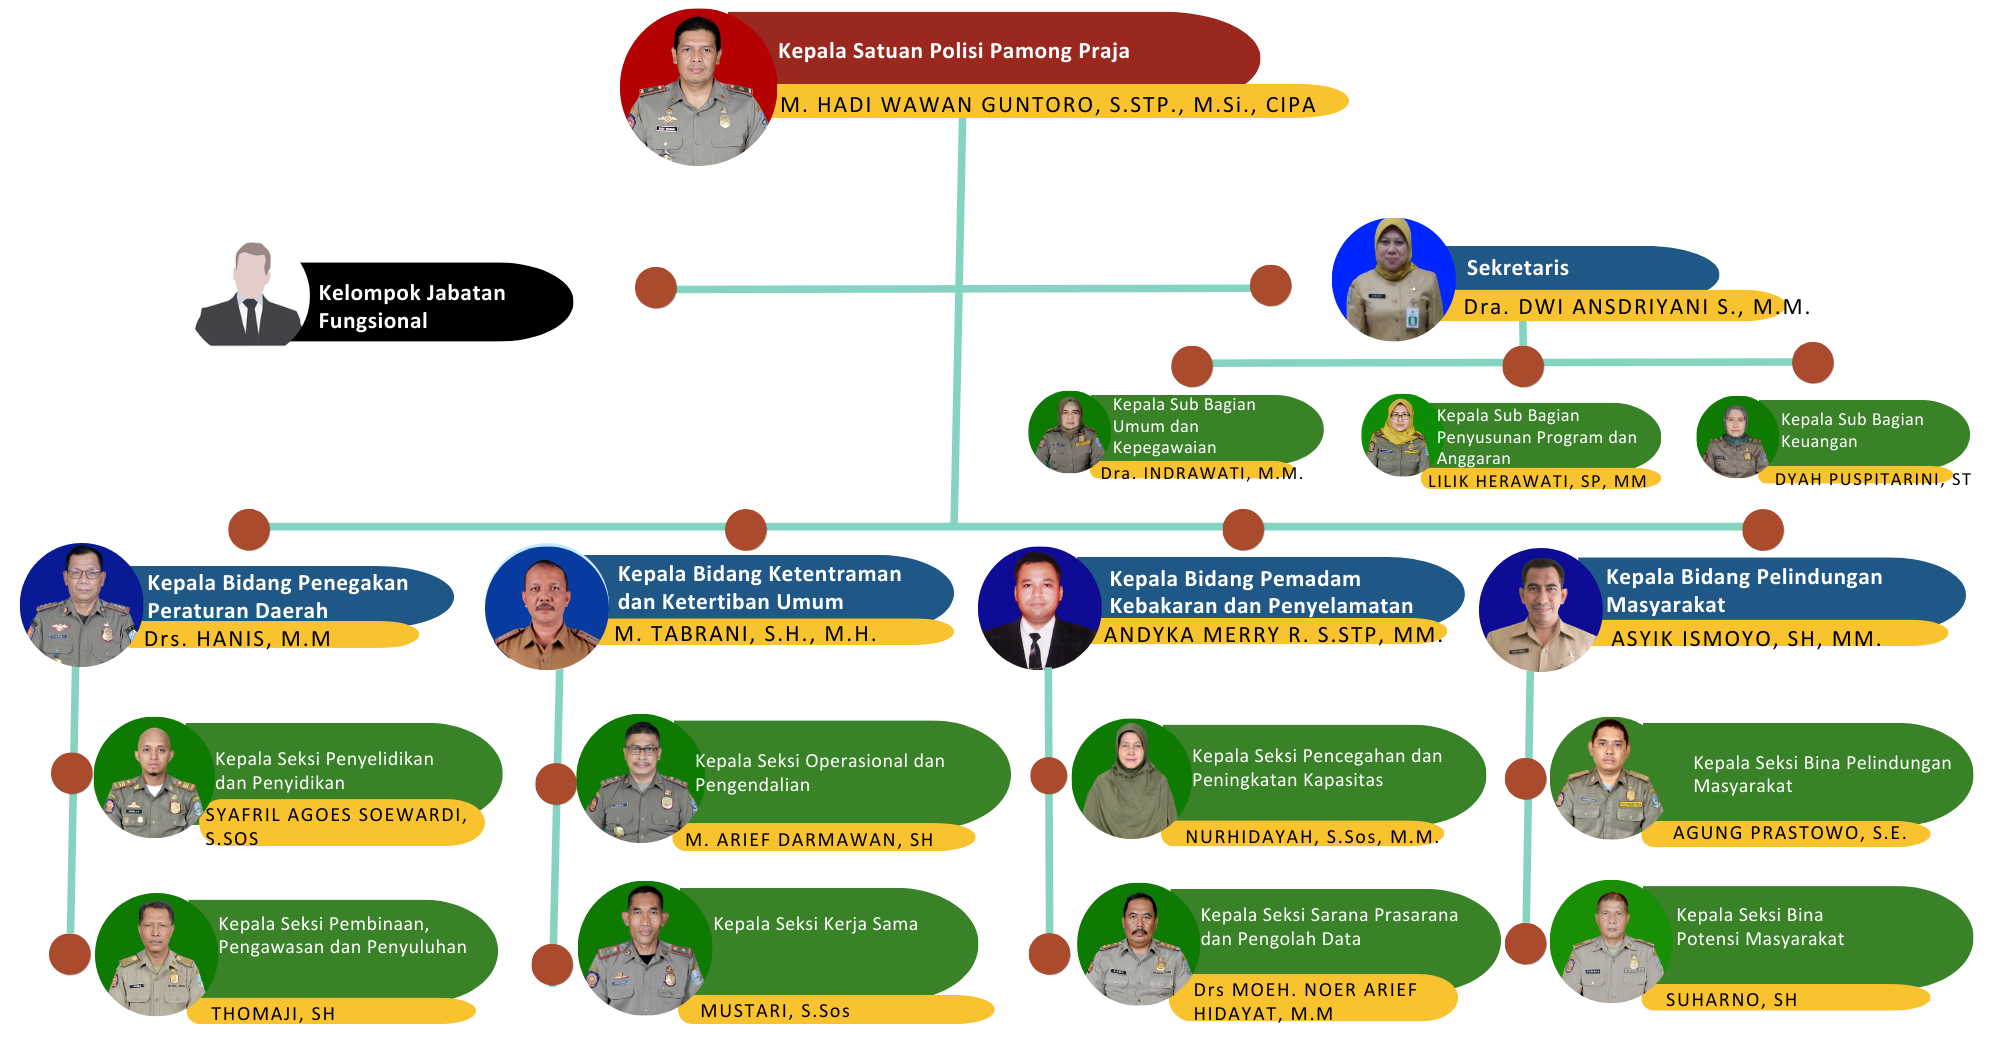 Kepala Satuan Polisi Pamong Praja
M. HADI WAWAN GUNTORO, S.STP., M.Si., CIPA
Kelompok Jabatan
Fungsional
Sekretaris
Dra. DWI ANSDRIYANI S., M.M.
Kepala Sub Bagian
Umum dan
Kepegawaian
Dra. INDRAWATI, M.M.
Kepala Sub Bagian
Penyusunan Program dan
Anggaran
LILIK HERAWATI, SP, MM
Kepala Sub Bagian
Keuangan
DYAH PUSPITARINI, ST
Kepala Bidang Penegakan
Peraturan Daerah
Drs. HANIS, M.M
Kepala Bidang Ketentraman
dan Ketertiban Umum
M. TABRANI, S.H., M.H.
Kepala Bidang Pemadam
Kebakaran dan Penyelamatan
ANDYKA MERRY R. S.STP, MM.
Kepala Bidang Pelindungan
Masyarakat
ASYIK ISMOYO, SH, MM.
Kepala Seksi Penyelidikan
dan Penyidikan
SYAFRIL AGOES SOEWARDI,
S.SOS
Kepala Seksi Operasional dan
Pengendalian
M. ARIEF DARMAWAN, SH
Kepala Seksi Pencegahan dan
Peningkatan Kapasitas
NURHIDAYAH, S.Sos, M.M.
Kepala Seksi Bina Pelindungan
Masyarakat
AGUNG PRASTOWO, S.E.
Kepala Seksi Pembinaan,
Pengawasan dan Penyuluhan
THOMAJI, SH
Kepala Seksi Kerja Sama
MUSTARI, S.Sos
Kepala Seksi Sarana Prasarana
dan Pengolah Data
Drs MOEH. NOER ARIEF
HIDAYAT, M.M
Kepala Seksi Bina
Potensi Masyarakat
SUHARNO, SH